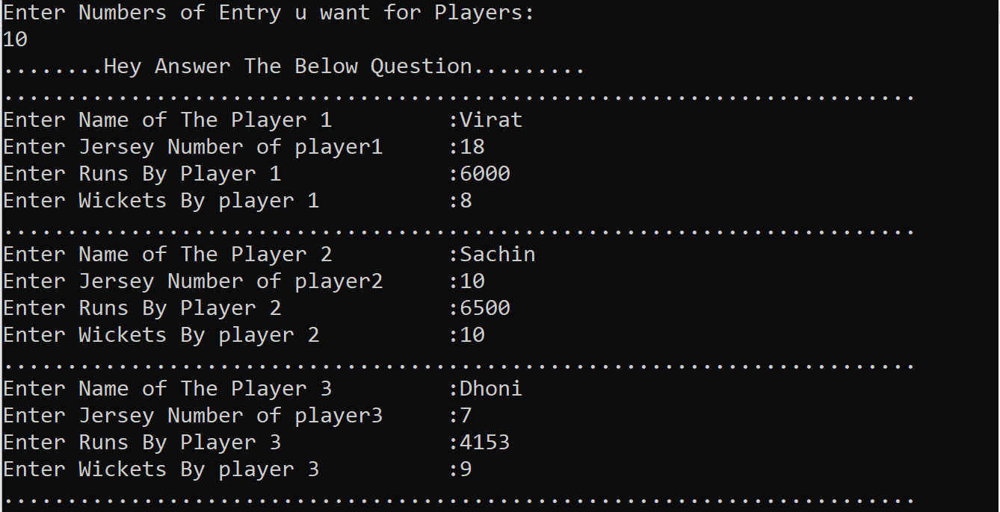 Enter Numbers of Entry u want for Players:
10
........Hey Answer The Below Question.........
........................................................................
Enter Name of The Player 1         :Virat
Enter Jersey Number of player1     :18
Enter Runs By Player 1             :6000
Enter Wickets By player 1          :8
........................................................................
Enter Name of The Player 2         :Sachin
Enter Jersey Number of player2     :10
Enter Runs By Player 2             :6500
Enter Wickets By player 2          :10
........................................................................
Enter Name of The Player 3         :Dhoni
Enter Jersey Number of player3     :7
Enter Runs By Player 3             :4153
Enter Wickets By player 3          :9
........................................................................